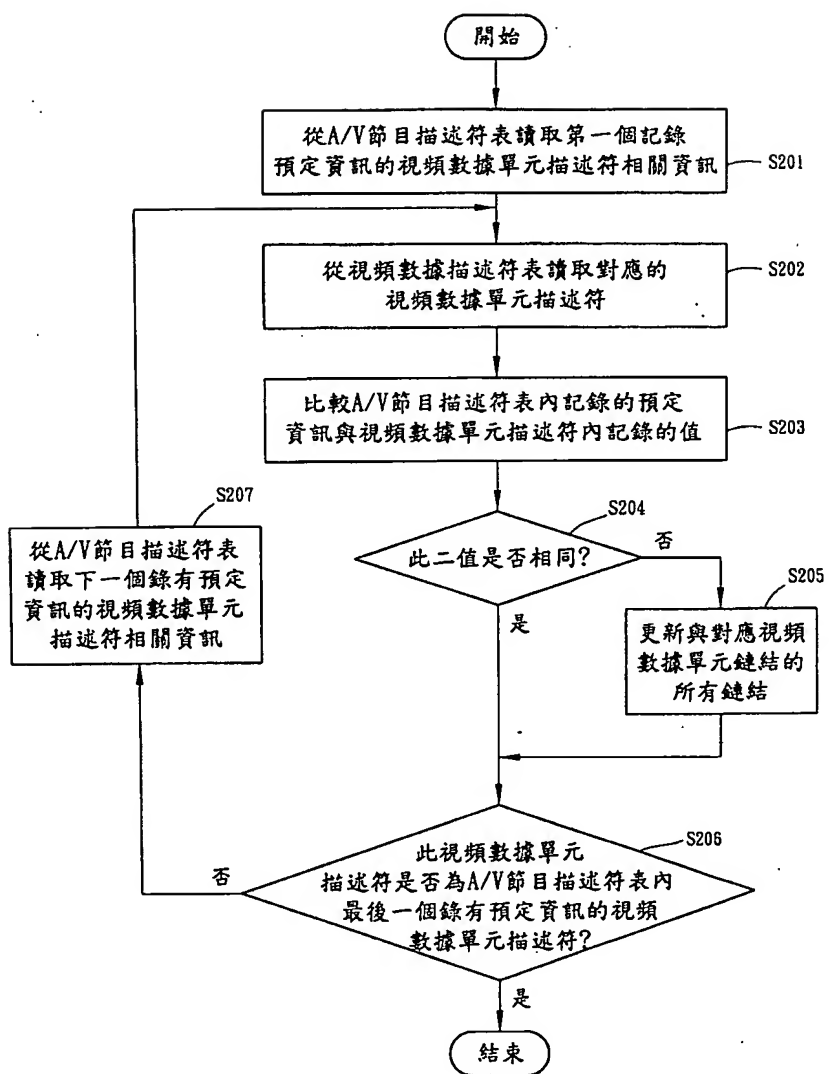 開始
從A/V節目描述符表讀取第一個記錄
預定資訊的視頻數據單元描述符相關資訊
S201
從視頻數據描述符表讀取對應的
視頻數據單元描述符
S202
比較A/V節目描述符表內記錄的預定
資訊與視頻數據單元描述符內記錄的值
S203
S204
此二值是否相同?
否
是
S205
更新與對應視頻
數據單元鏈結的
所有鏈結
S207
從A/V節目描述符表
讀取下一個錄有預定
資訊的視頻數據單元
描述符相關資訊
S206
此視頻數據單元
描述符是否為A/V節目描述符表內
最後一個錄有預定資訊的視頻
數據單元描述符?
否
是
結束